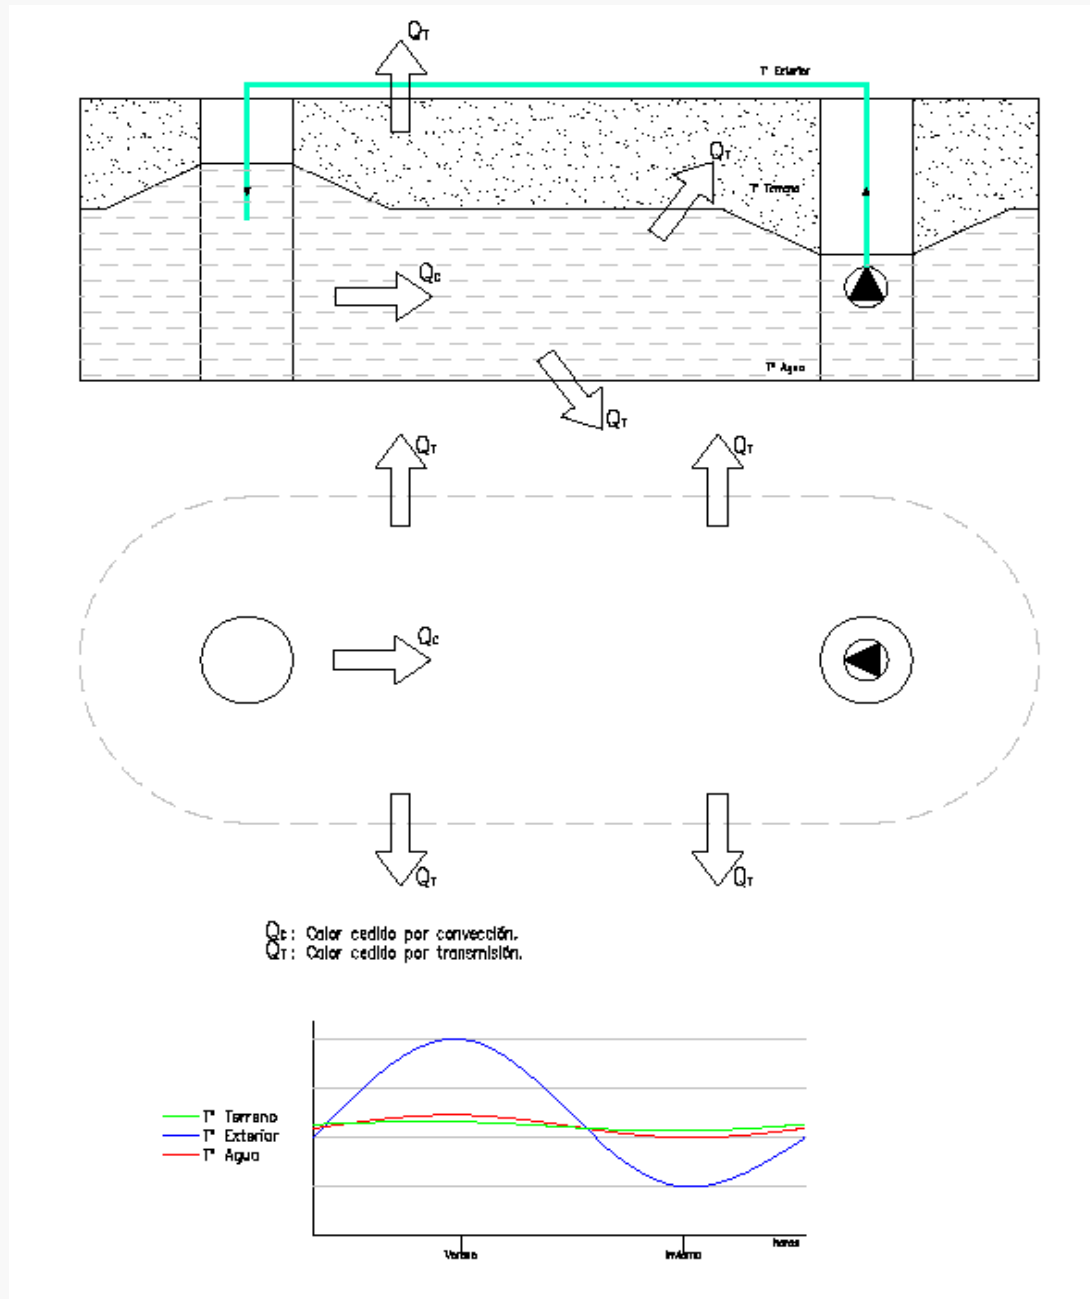 QT
Tª Exterior
QT
Tª Terreno
QC
Tª Agua
QT
QT
QT
QC
QT
QT
QC: Calor cedido por convección.
QT: Calor cedido por transmisión.
Tª Terreno
Tª Exterior
Tª Agua
horas
Verano
Invierno